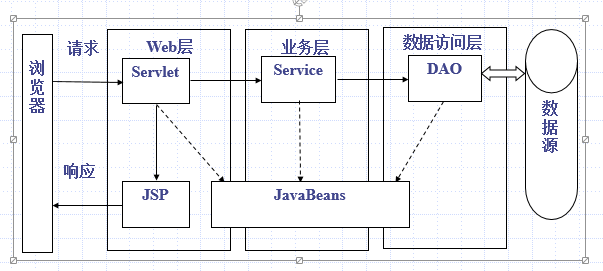 请求
Web层
业务层
数据访问层
浏览器
Servlet
Service
DAO
数据源
响应
JSP
JavaBeans